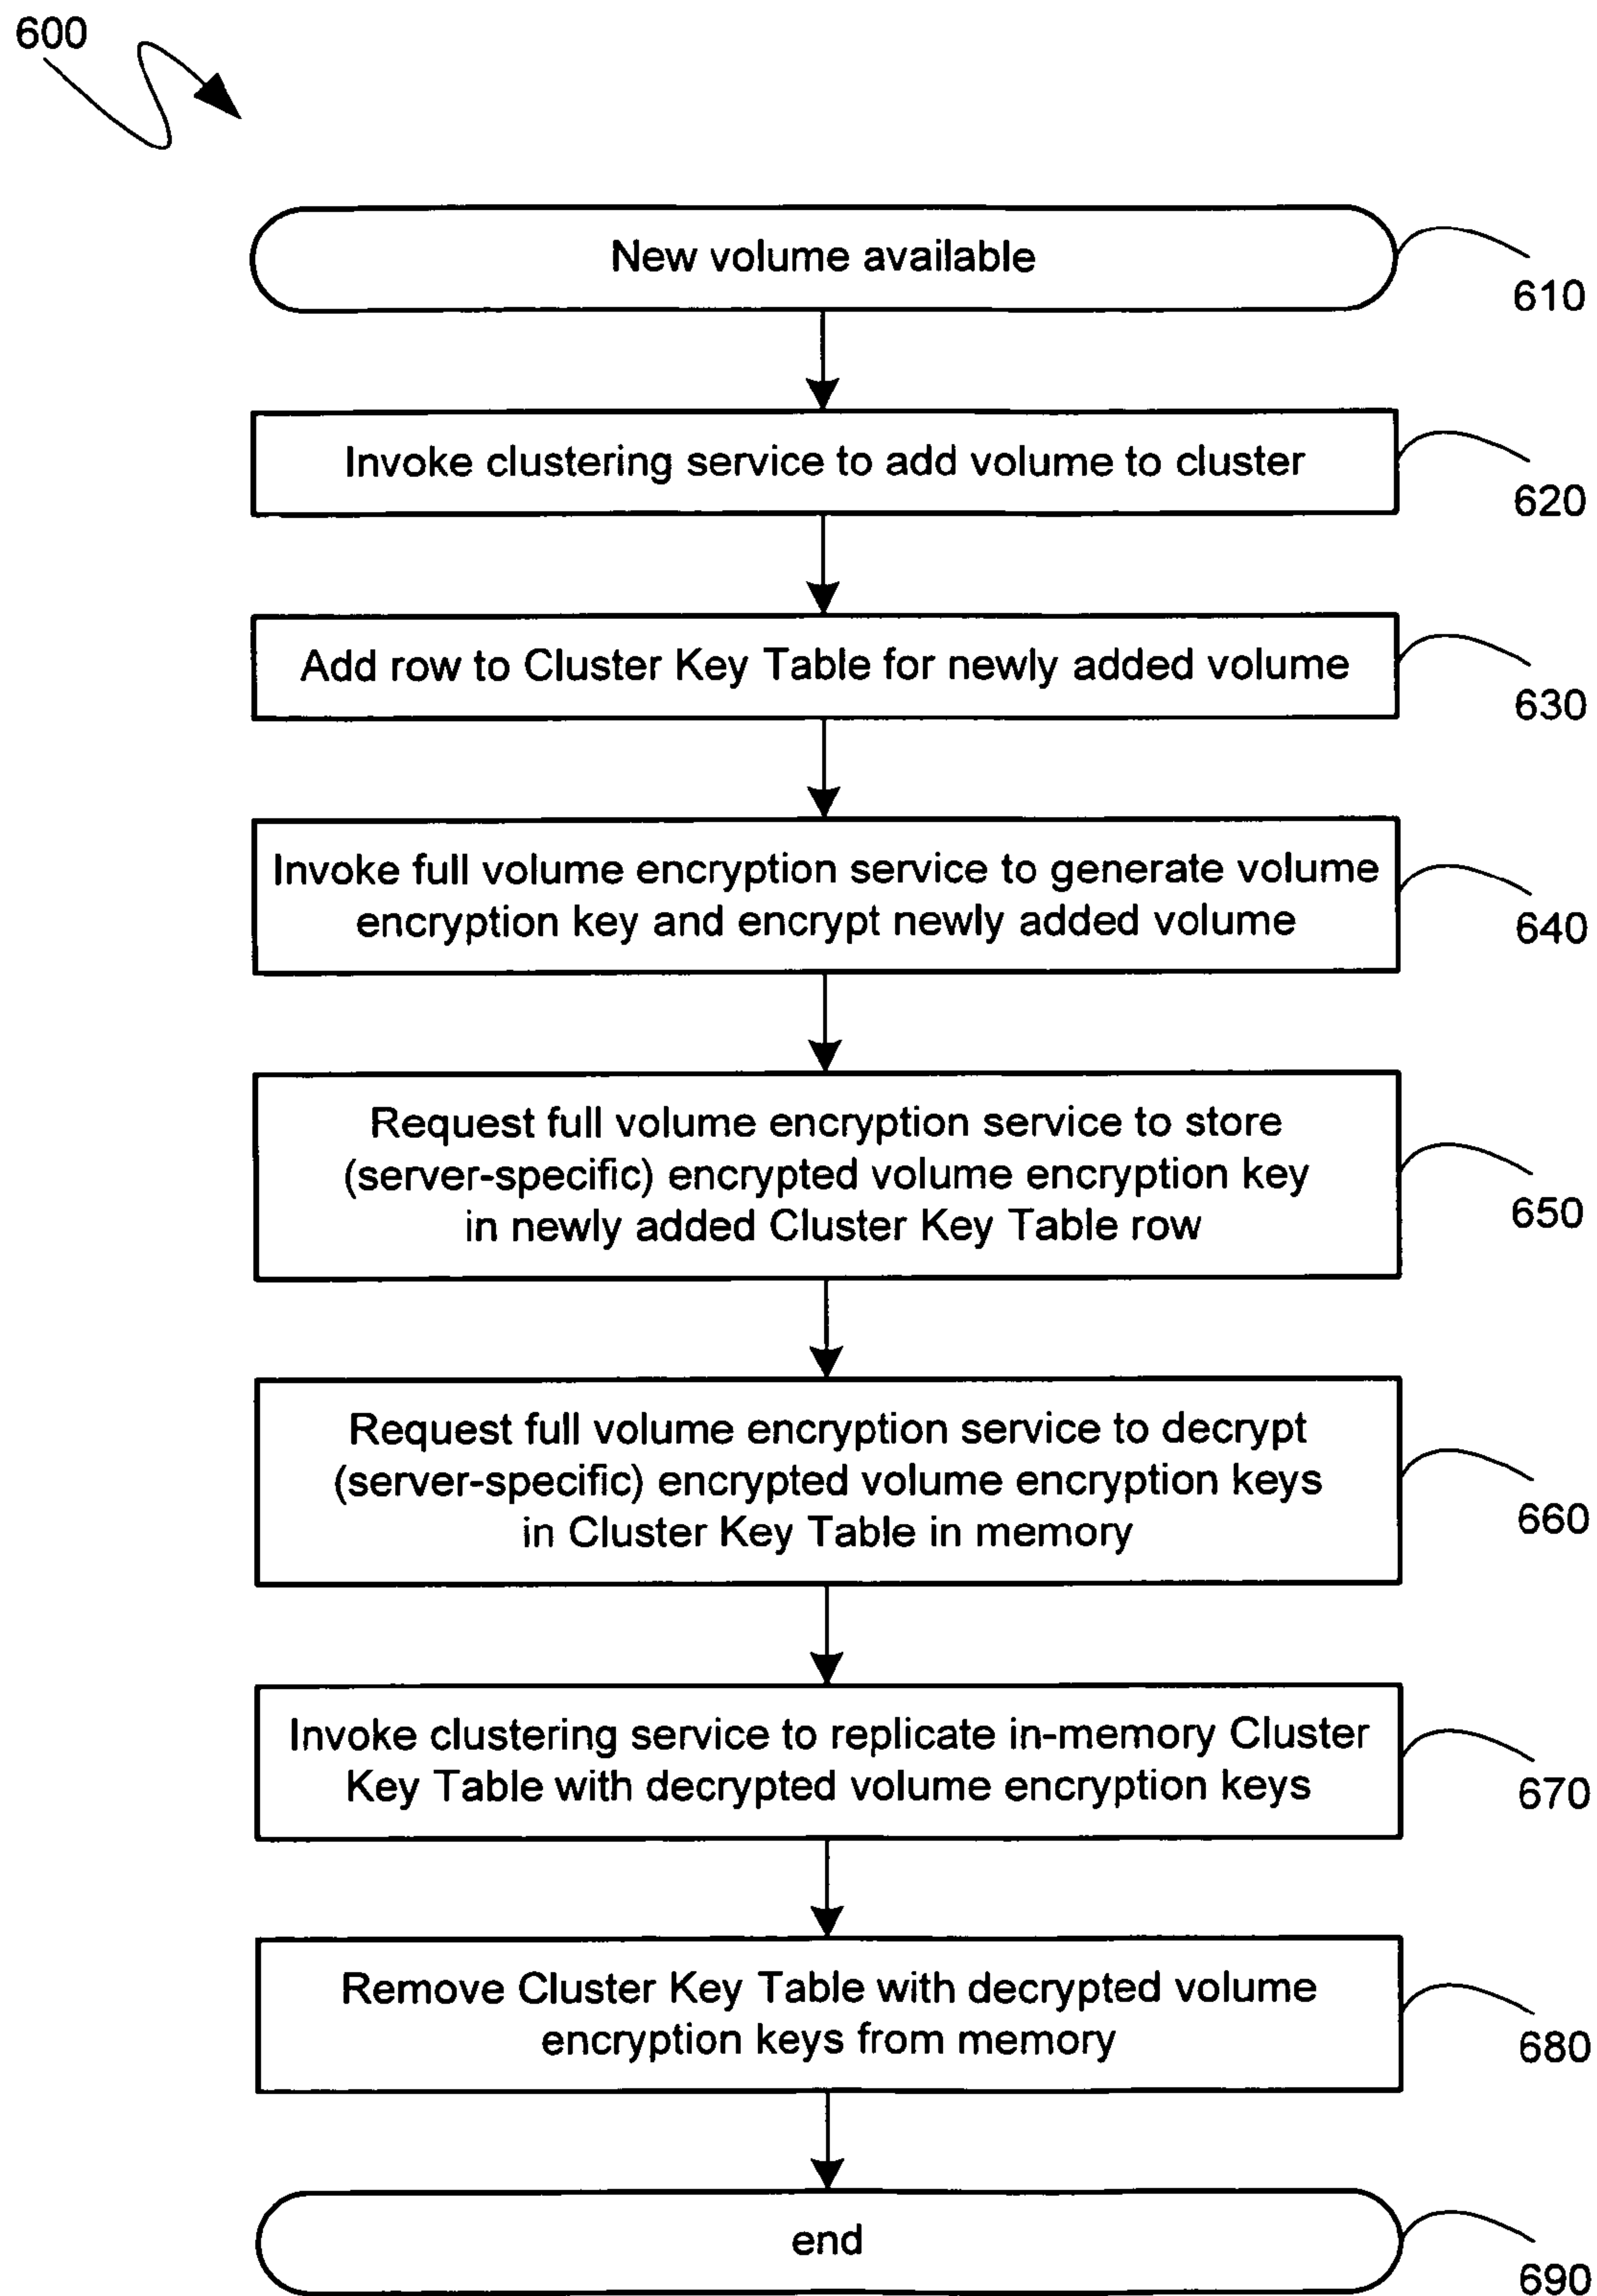 600
New volume available
610
Invoke clustering service to add volume to cluster
620
Add row to Cluster Key Table for newly added volume
630
Invoke full volume encryption service to generate volume
encryption key and encrypt newly added volume
640
Request full volume encryption service to store
(server-specific) encrypted volume encryption key
in newly added Cluster Key Table row
650
Request full volume encryption service to decrypt
(server-specific) encrypted volume encryption keys
in Cluster Key Table in memory
660
Invoke clustering service to replicate in-memory Cluster
Key Table with decrypted volume encryption keys
670
Remove Cluster Key Table with decrypted volume
encryption keys from memory
680
end
690